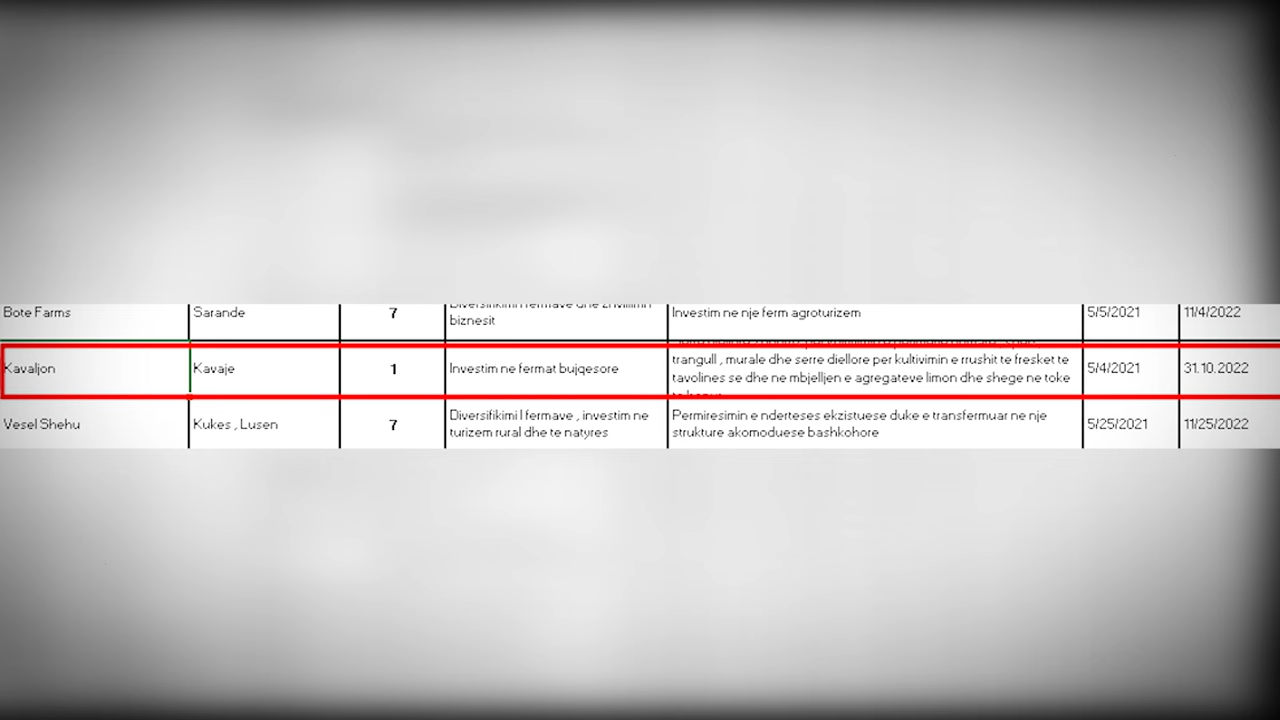 Bote Farms Sarande 7 biznesit Investim ne nje ferm agroturizem 5/5/2021 11/4/2022
Kavaljon Kavaje 1 Investim ne fermat bujqesore trangull , murale dhe serre diellore per kultivimin e rrushit te fresket te 5/4/2021 31.10.2022
tavolines se dhe ne mbjelljen e agregateve limon dhe shege ne toke
Vesel Shehu Kukes , Lusen 7 Diversifikimi I fermave , investim ne Permiresimin e nderteses ekzistuese duke e transfermuar ne nje 5/25/2021 11/25/2022
turizem rural dhe te natyres strukture akomoduese bashkohore